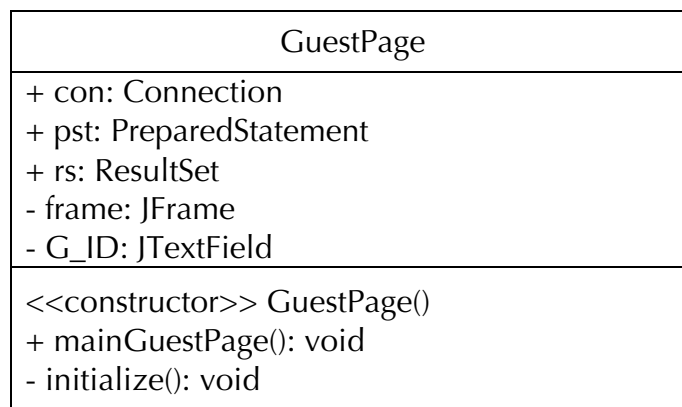 GuestPage
+ con: Connection
+ pst: PreparedStatement
+ rs: ResultSet
- frame: JFrame
- G_ID: JTextField
<<constructor>> GuestPage()
+ mainGuestPage(): void
- initialize(): void